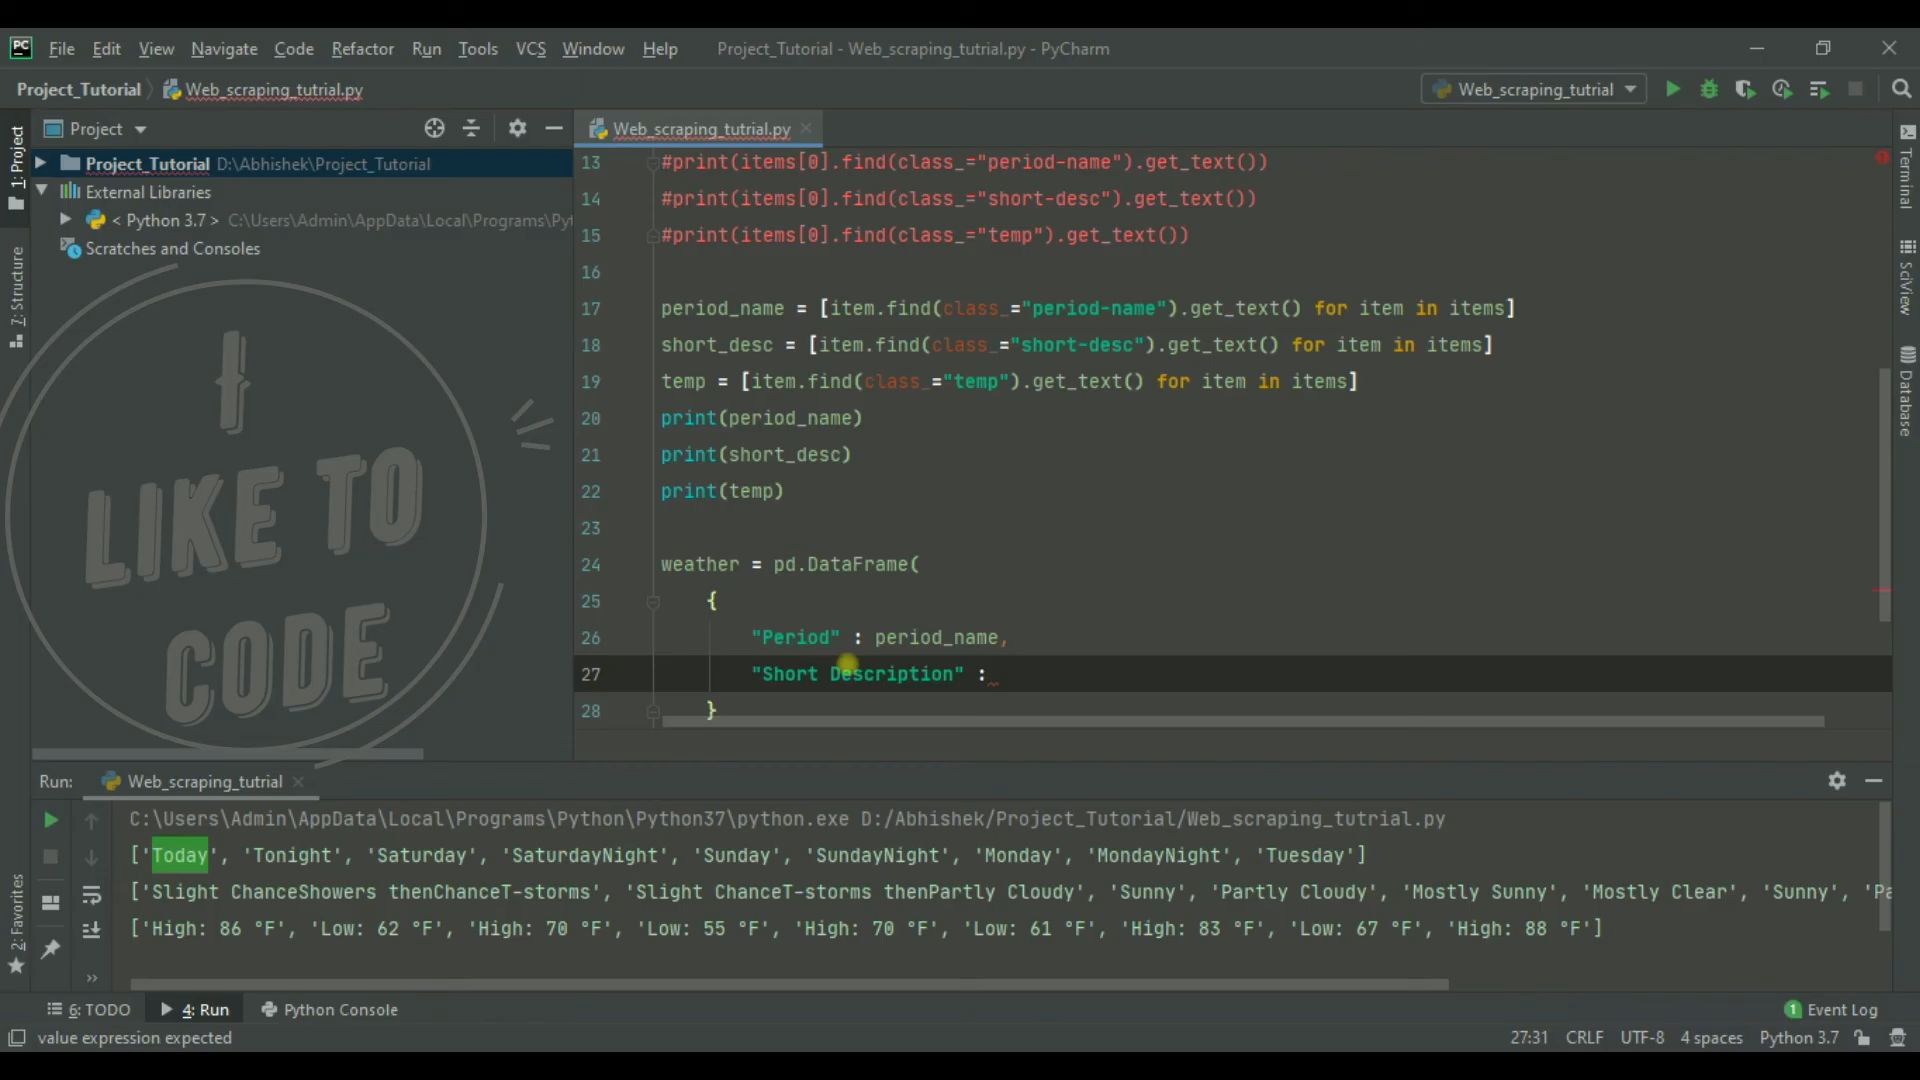 PC File Edit View Navigate Code Refactor Run Tools VCS Window Help Project_Tutorial - Web_scraping_tutrial.py - PyCharm
Project_Tutorial Web_scraping_tutrial.py Web_scraping_tutrial
1: Project
7: Structure
2: Favorites
Project
Project_Tutorial D:\Abhishek\Project_Tutorial
External Libraries
< Python 3.7 > C:\Users\Admin\AppData\Local\Programs\Pyt
Scratches and Consoles
I
LIKE TO
CODE
Web_scraping_tutrial.py
13 #print(items[0].find(class_="period-name").get_text())
14 #print(items[0].find(class_="short-desc").get_text())
15 #print(items[0].find(class_="temp").get_text())
16
17 period_name = [item.find(class_="period-name").get_text() for item in items]
18 short_desc = [item.find(class_="short-desc").get_text() for item in items]
19 temp = [item.find(class_="temp").get_text() for item in items]
20 print(period_name)
21 print(short_desc)
22 print(temp)
23
24 weather = pd.DataFrame(
25 {
26 "Period" : period_name,
27 "Short Description" :
28 }
Terminal
SciView
Database
Run: Web_scraping_tutrial
C:\Users\Admin\AppData\Local\Programs\Python\Python37\python.exe D:/Abhishek/Project_Tutorial/Web_scraping_tutrial.py
['Today', 'Tonight', 'Saturday', 'SaturdayNight', 'Sunday', 'SundayNight', 'Monday', 'MondayNight', 'Tuesday']
['Slight ChanceShowers thenChanceT-storms', 'Slight ChanceT-storms thenPartly Cloudy', 'Sunny', 'Partly Cloudy', 'Mostly Sunny', 'Mostly Clear', 'Sunny', 'Pa
['High: 86 °F', 'Low: 62 °F', 'High: 70 °F', 'Low: 55 °F', 'High: 70 °F', 'Low: 61 °F', 'High: 83 °F', 'Low: 67 °F', 'High: 88 °F']
6: TODO 4: Run Python Console 1 Event Log
value expression expected 27:31 CRLF UTF-8 4 spaces Python 3.7